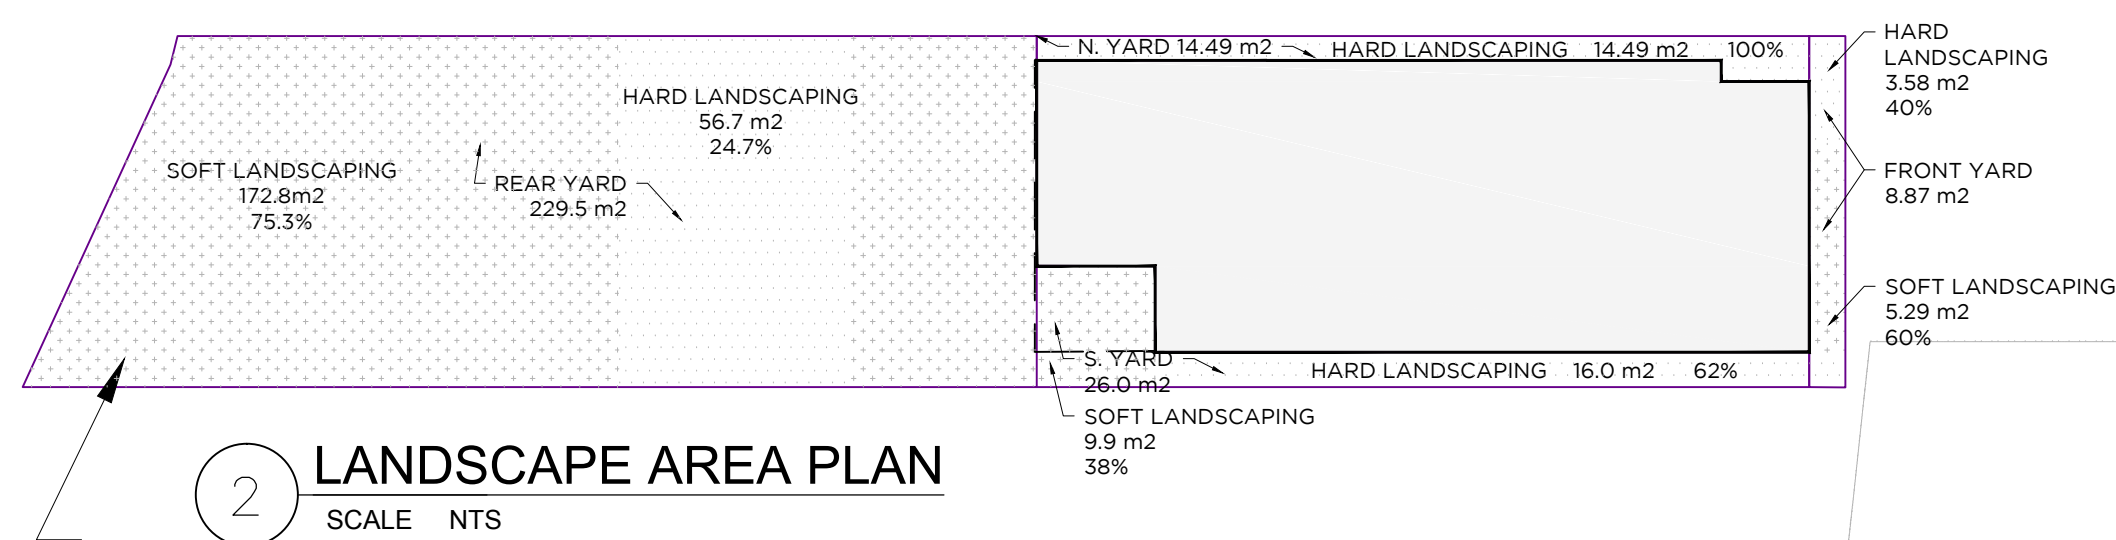 N. YARD 14.49 m2
HARD LANDSCAPING 14.49 m2 100%
HARD
LANDSCAPING
3.58 m2
40%
HARD LANDSCAPING
56.7 m2
24.7%
SOFT LANDSCAPING
172.8m2
75.3%
REAR YARD
229.5 m2
FRONT YARD
8.87 m2
SOFT LANDSCAPING
5.29 m2
60%
S. YARD
26.0 m2
HARD LANDSCAPING 16.0 m2 62%
SOFT LANDSCAPING
9.9 m2
38%
2 LANDSCAPE AREA PLAN
SCALE NTS